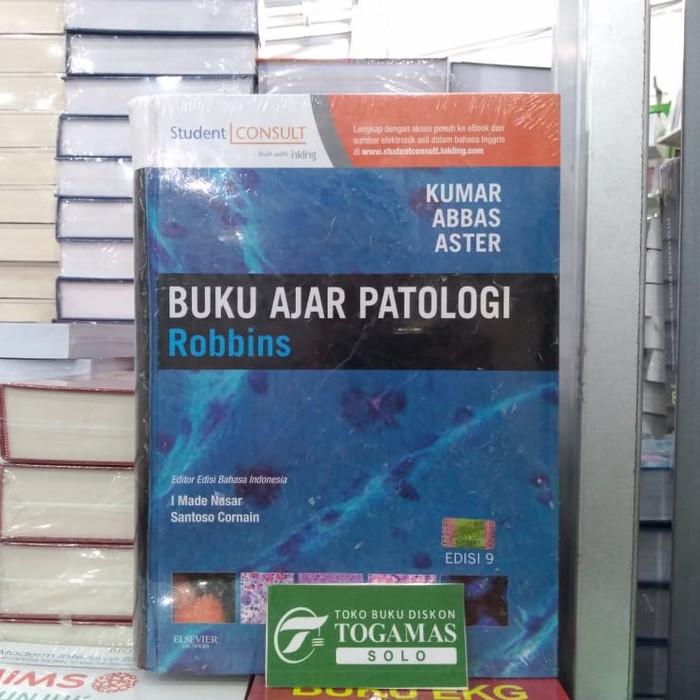 Student CONSULT
Built with inkling
Lengkap dengan akses penuh ke eBook dan
sumber elektronik asli dalam bahasa Inggris
di www.studentconsult.inkling.com
KUMAR
ABBAS
ASTER
BUKU AJAR PATOLOGI
Robbins
Editor Edisi Bahasa Indonesia
I Made Nasar
Santoso Cornain
EDISI 9
ELSEVIER
SAUNDERS
TOKO BUKU DISKON
TOGAMAS
SOLO
BUKU EKG